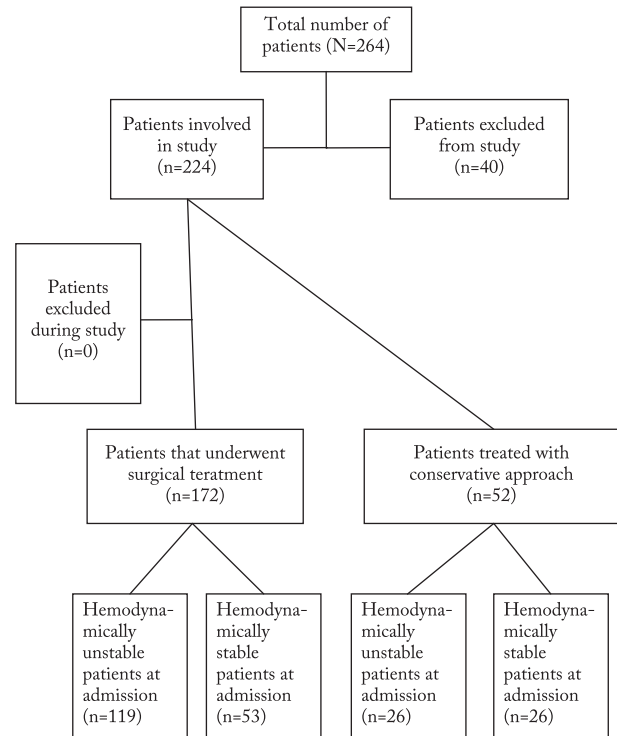 Total number of
patients (N=264)
Patients involved
in study
(n=224)
Patients excluded
from study
(n=40)
Patients
excluded
during study
(n=0)
Patients that underwent
surgical teratment
(n=172)
Patients treated with
conservative approach
(n=52)
Hemodyna-
mically
unstable
patients at
admission
(n=119)
Hemodyna-
mically
stable
patients at
admission
(n=53)
Hemodyna-
mically
unstable
patients at
admission
(n=26)
Hemodyna-
mically
stable
patients at
admission
(n=26)